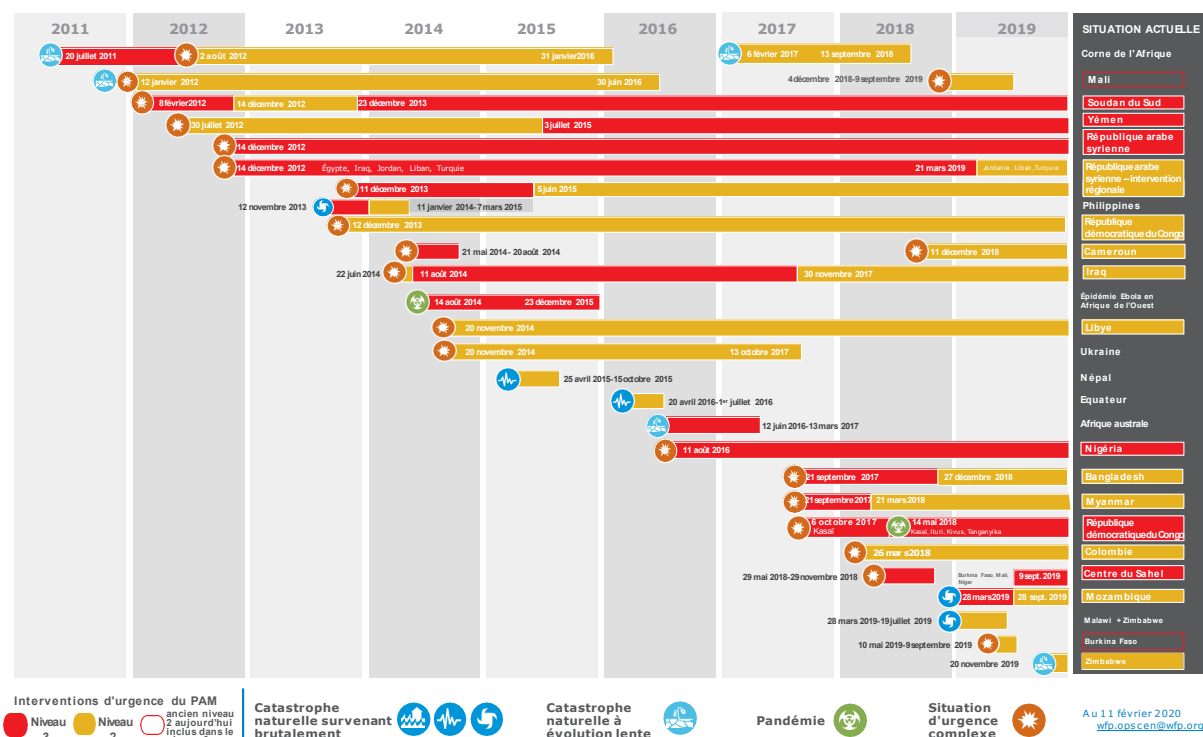 2011 2012 2013 2014 2015 2016 2017 2018 2019 SITUATION ACTUELLE
20 juillet 2011 2 août 2012 31 janvier2016 6 février 2017 13 septembre 2018 Corne de l'Afrique
12 janvier 2012 30 juin 2016 4 décembre 2018-9 septembre 2019 Mali
8 février2012 14 décembre 2012 23 décembre 2013 Soudan du Sud
30 juillet 2012 3 juillet 2015 Yémen
14 décembre 2012 République arabe
syrienne
14 décembre 2012 Égypte, Iraq, Jordan, Liban, Turquie 21 mars 2019 Jordanie, Liban, Turquie République arabe
syrienne – intervention
régionale
11 décembre 2013 5 juin 2015
12 novembre 2013 11 janvier 2014- 7 mars 2015 Philippines
12 décembre 2013 République
démocratique du Congo
21 mai 2014- 20 août 2014 11 décembre 2018 Cameroun
22 juin 2014 11 août 2014 30 novembre 2017 Iraq
14 août 2014 23 décembre 2015 Épidémie Ebola en
Afrique de l'Ouest
20 novembre 2014 Libye
20 novembre 2014 13 octobre 2017 Ukraine
25 avril 2015-15 octobre 2015 Népal
20 avril 2016-1er juillet 2016 Equateur
12 juin 2016-13 mars 2017 Afrique australe
11 août 2016 Nigéria
21 septembre 2017 27 décembre 2018 Bangladesh
21 septembre 2017 21 mars 2018 Myanmar
6 octobre 2017 14 mai 2018 République
Kasaï Kasaï, Ituri, Kivus, Tanganyika démocratique du Congo
26 mar s2018 Colombie
29 mai 2018-29 novembre 2018 Burkina Faso, Mali, 9 sept. 2019 Centre du Sahel
Niger
28 mars2019 28 sept. 2019 Mozambique
28 mars 2019-19 juillet 2019 Malawi + Zimbabwe
10 mai 2019-9 septembre 2019 Burkina Faso
20 novembre 2019 Zimbabwe
Interventions d'urgence du PAM
Niveau
Niveau
ancien niveau
2 aujourd'hui
inclus dans le
Catastrophe
naturelle survenant
brutalement
Catastrophe
naturelle à
évolution lente
Pandémie
Situation
d'urgence
complexe
Au 11 février 2020
wfp.opscen@wfp.org